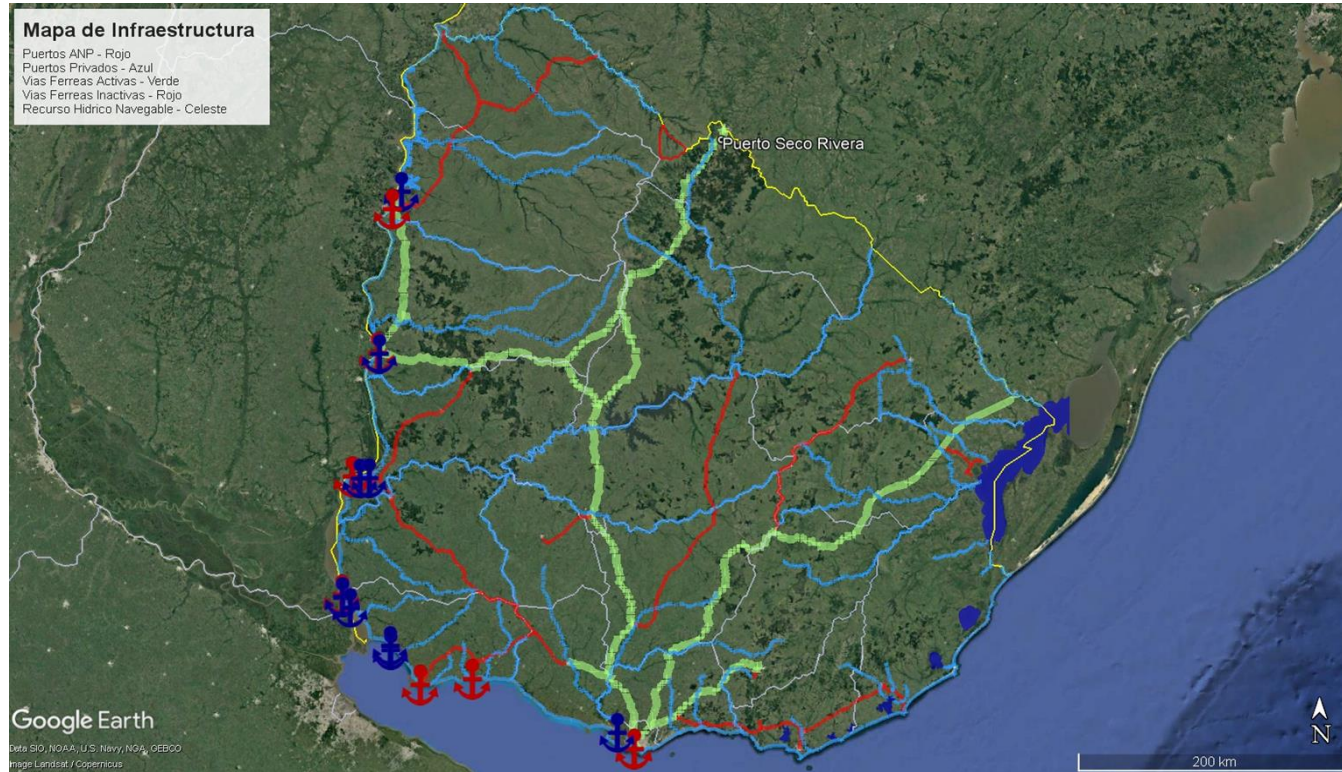 Mapa de Infraestructura
Puertos ANP - Rojo
Puertos Privados - Azul
Vias Ferreas Activas - Verde
Vias Ferreas Inactivas - Rojo
Recurso Hidrico Navegable - Celeste
Puerto Seco Rivera
Google Earth
Data SIO, NOAA, U.S. Navy, NGA, GEBCO
Image Landsat / Copernicus
200 km
N